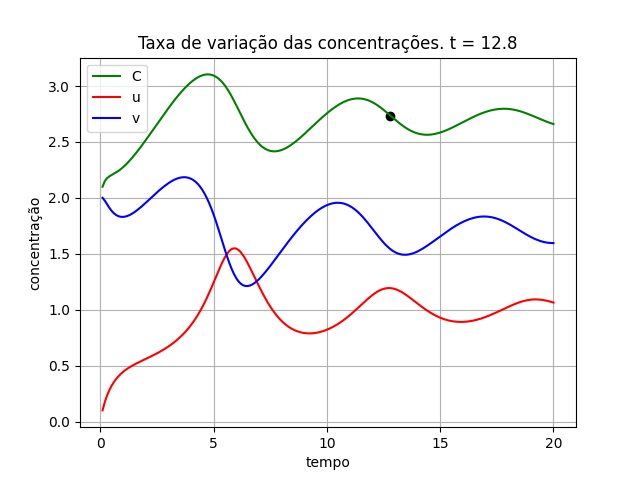 Taxa de variação das concentrações. t = 12.8
C
u
v
concentração
3.0
2.5
2.0
1.5
1.0
0.5
0.0
0
5
10
15
20
tempo